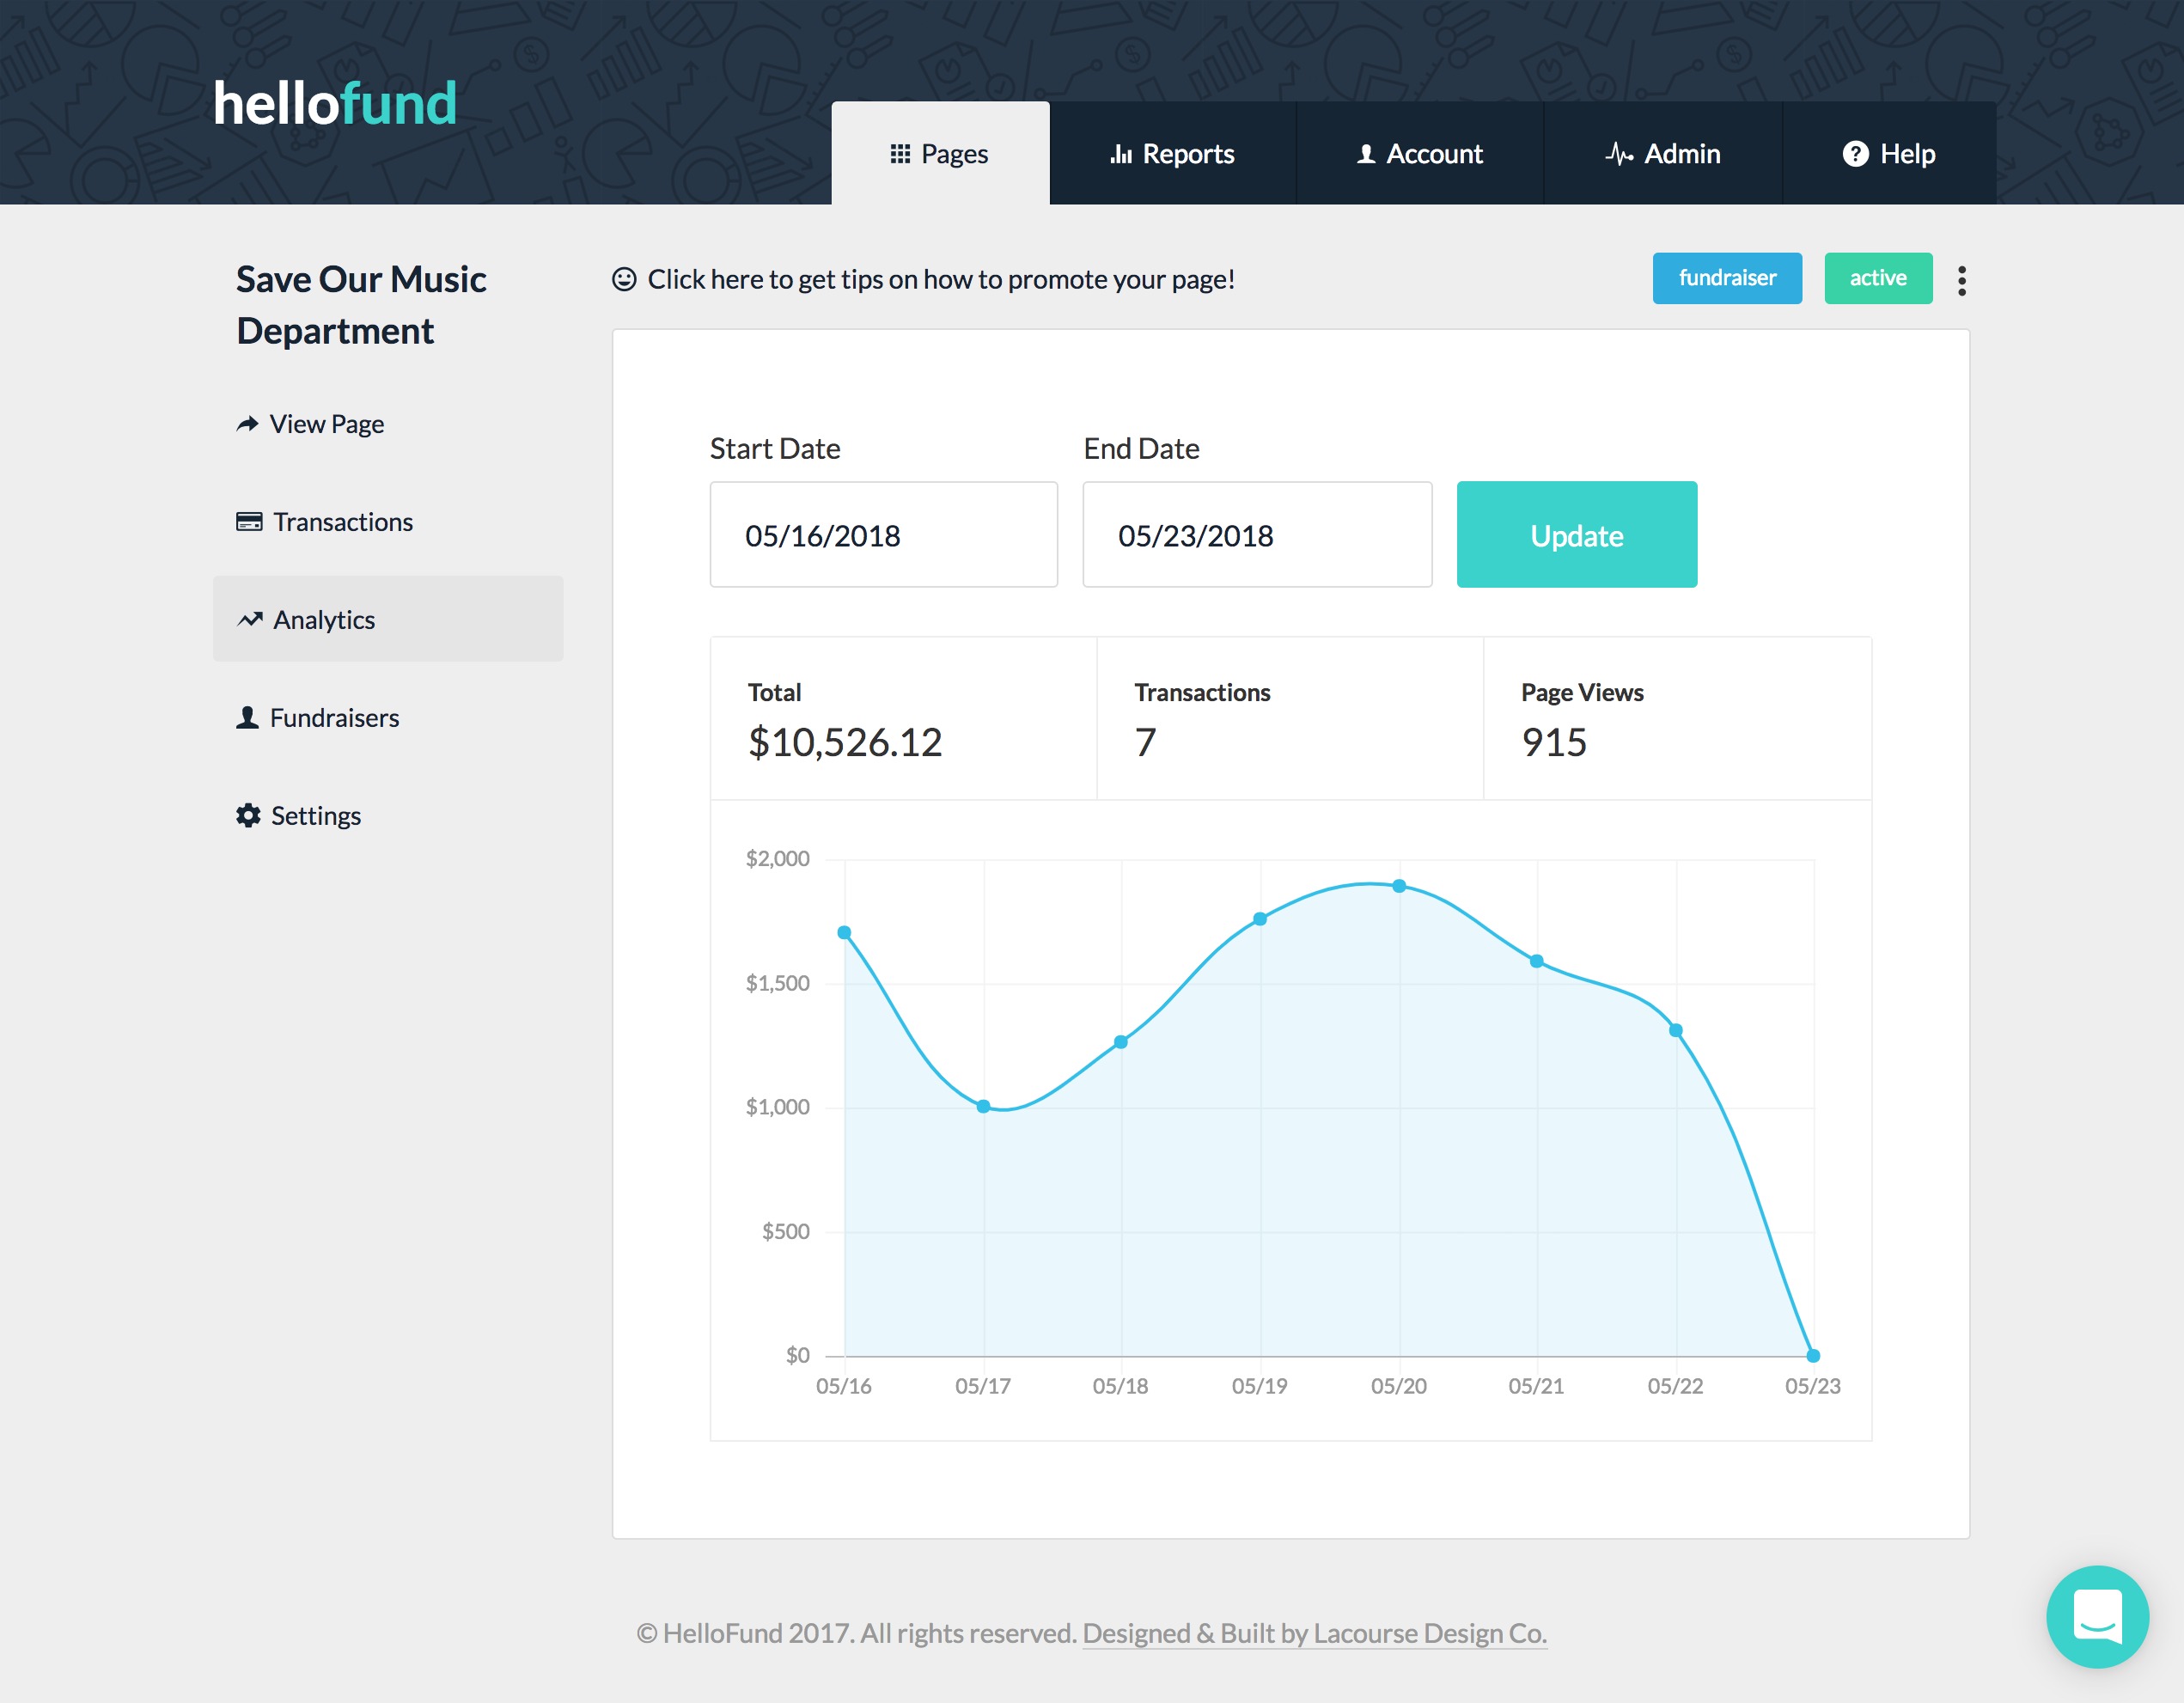 hellofund
Pages
Reports
Account
Admin
Help
Save Our Music
Department
View Page
Transactions
Analytics
Fundraisers
Settings
Click here to get tips on how to promote your page!
fundraiser
active
Start Date
End Date
05/16/2018
05/23/2018
Update
Total
$10,526.12
Transactions
7
Page Views
915
$2,000
$1,500
$1,000
$500
$0
05/16 05/17 05/18 05/19 05/20 05/21 05/22 05/23
© HelloFund 2017. All rights reserved. Designed & Built by Lacourse Design Co.